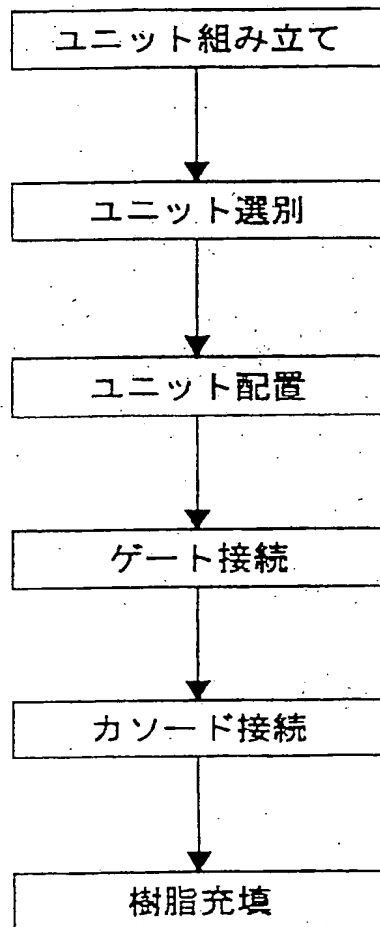 ユニット組み立て
ユニット選別
ユニット配置
ゲート接続
カソード接続
樹脂充填